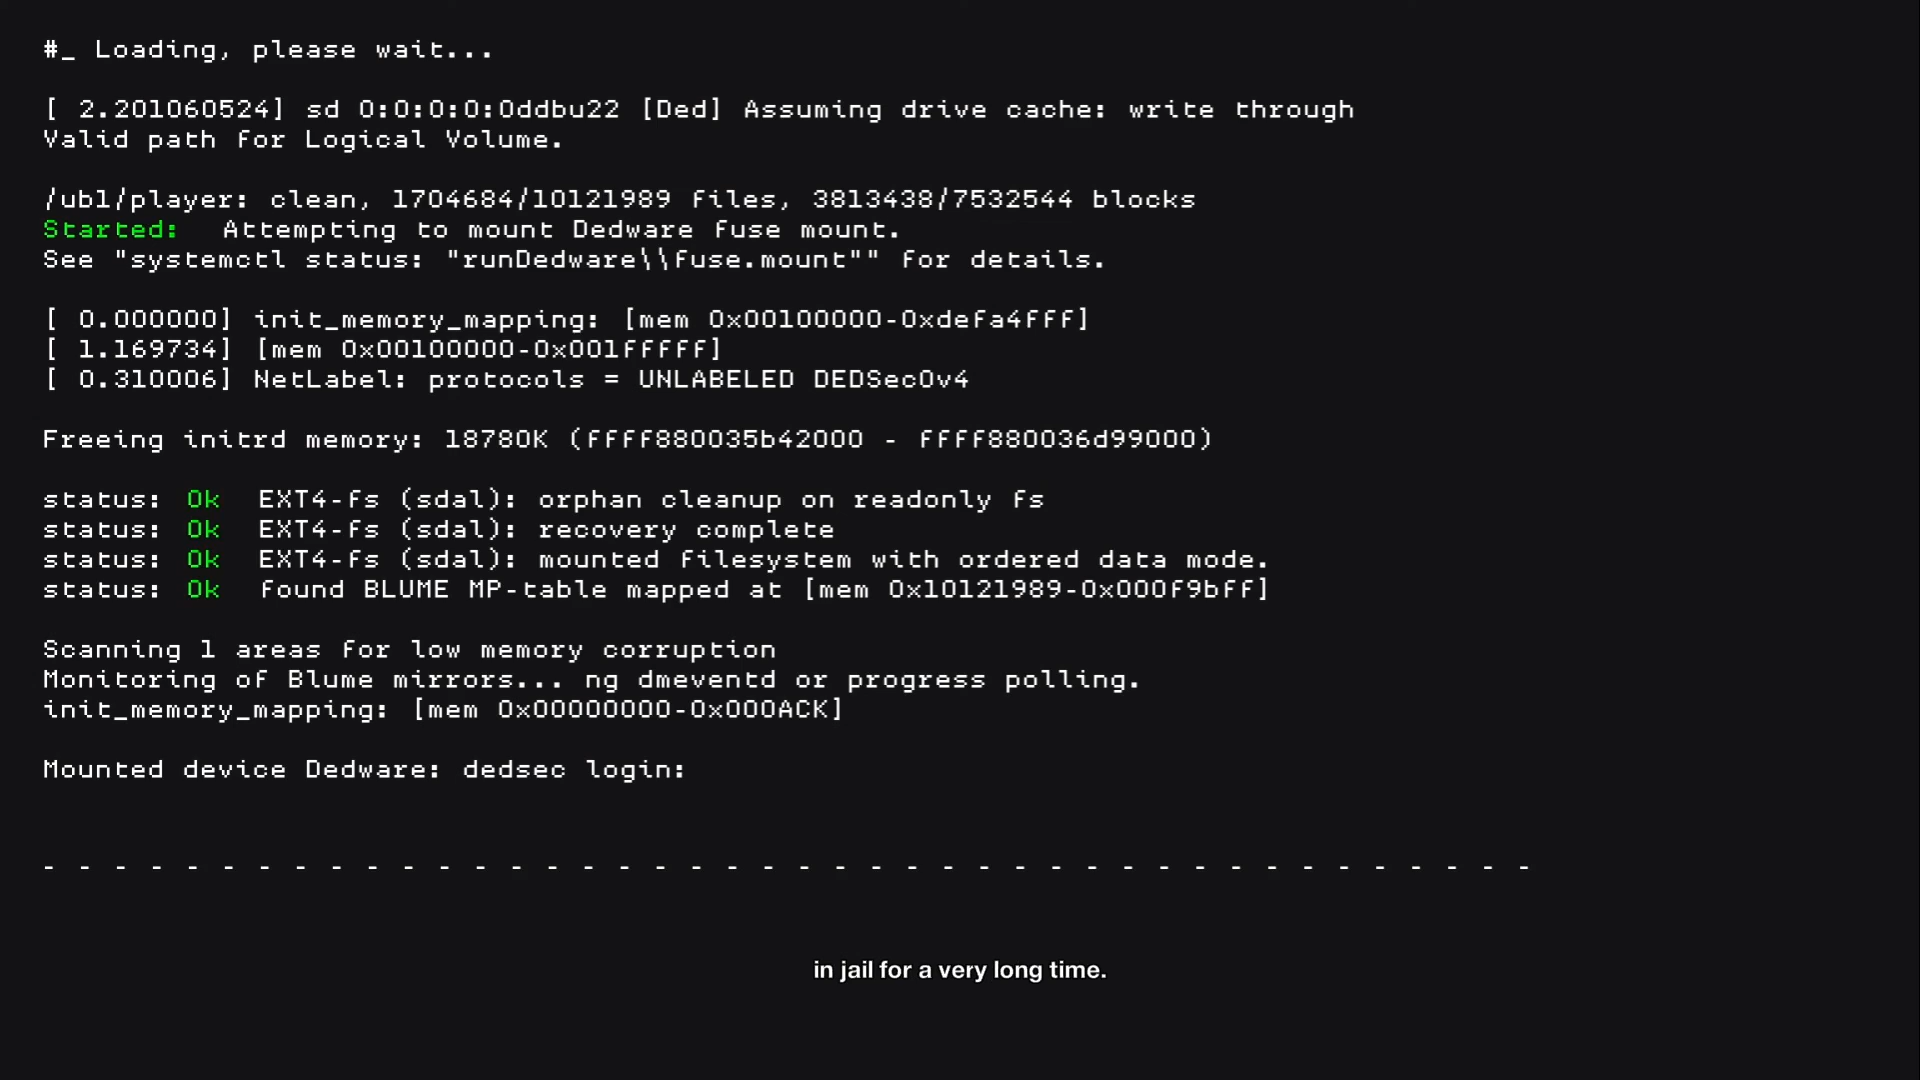 #_ Loading, please wait...
[ 2.201060524] sd 0:0:0:0:0ddbu22 [Ded] Assuming drive cache: write through
Valid path for Logical Volume.
/ubl/player: clean, 1704684/10121989 files, 3813438/7532544 blocks
Started: Attempting to mount Dedware fuse mount.
See "systemctl status: "runDedware\\fuse.mount"" for details.
[ 0.000000] init_memory_mapping: [mem 0x00100000-0xdefa4fff]
[ 1.169734] [mem 0x00100000-0x001fffff]
[ 0.310006] NetLabel: protocols = UNLABELED DEDSec0v4
Freeing initrd memory: 18780K (ffff880035b42000 - ffff880036d99000)
status: Ok EXT4-fs (sdal): orphan cleanup on readonly fs
status: Ok EXT4-fs (sdal): recovery complete
status: Ok EXT4-fs (sdal): mounted filesystem with ordered data mode.
status: Ok found BLUME MP-table mapped at [mem 0x10121989-0x000f9bff]
Scanning 1 areas for low memory corruption
Monitoring of Blume mirrors... ng dmeventd or progress polling.
init_memory_mapping: [mem 0x00000000-0x000ACK]
Mounted device Dedware: dedsec login:
- - - - - - - - - - - - - - - - - - - - - - - - - - - - - - - - - - - - - - - - - -
in jail for a very long time.